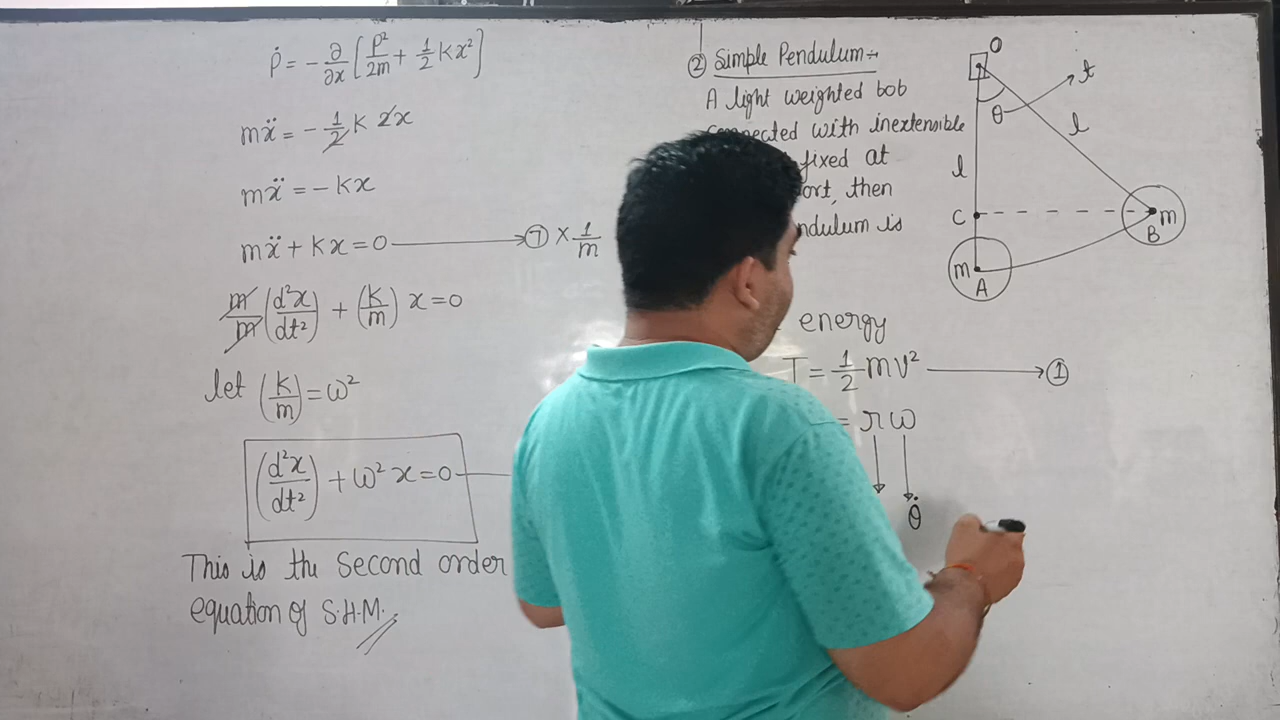 Ṗ = - ∂/∂x [P²/2m + 1/2 Kx²]
mẍ = - 1/2 K 2x
mẍ = - Kx
mẍ + Kx = 0 ⟶ ⑦ × 1/m
m/m (d²x/dt²) + (K/m) x = 0
let (K/m) = ω²
(d²x/dt²) + ω² x = 0
This is the Second order
equation of S.H.M.
② Simple Pendulum :-
A light weighted bob
connected with inextensible
fixed at
then
is
energy
T = 1/2 mv² ⟶ ①
= rω
θ̇
O
θ
t
l
l
C
m
B
m
A